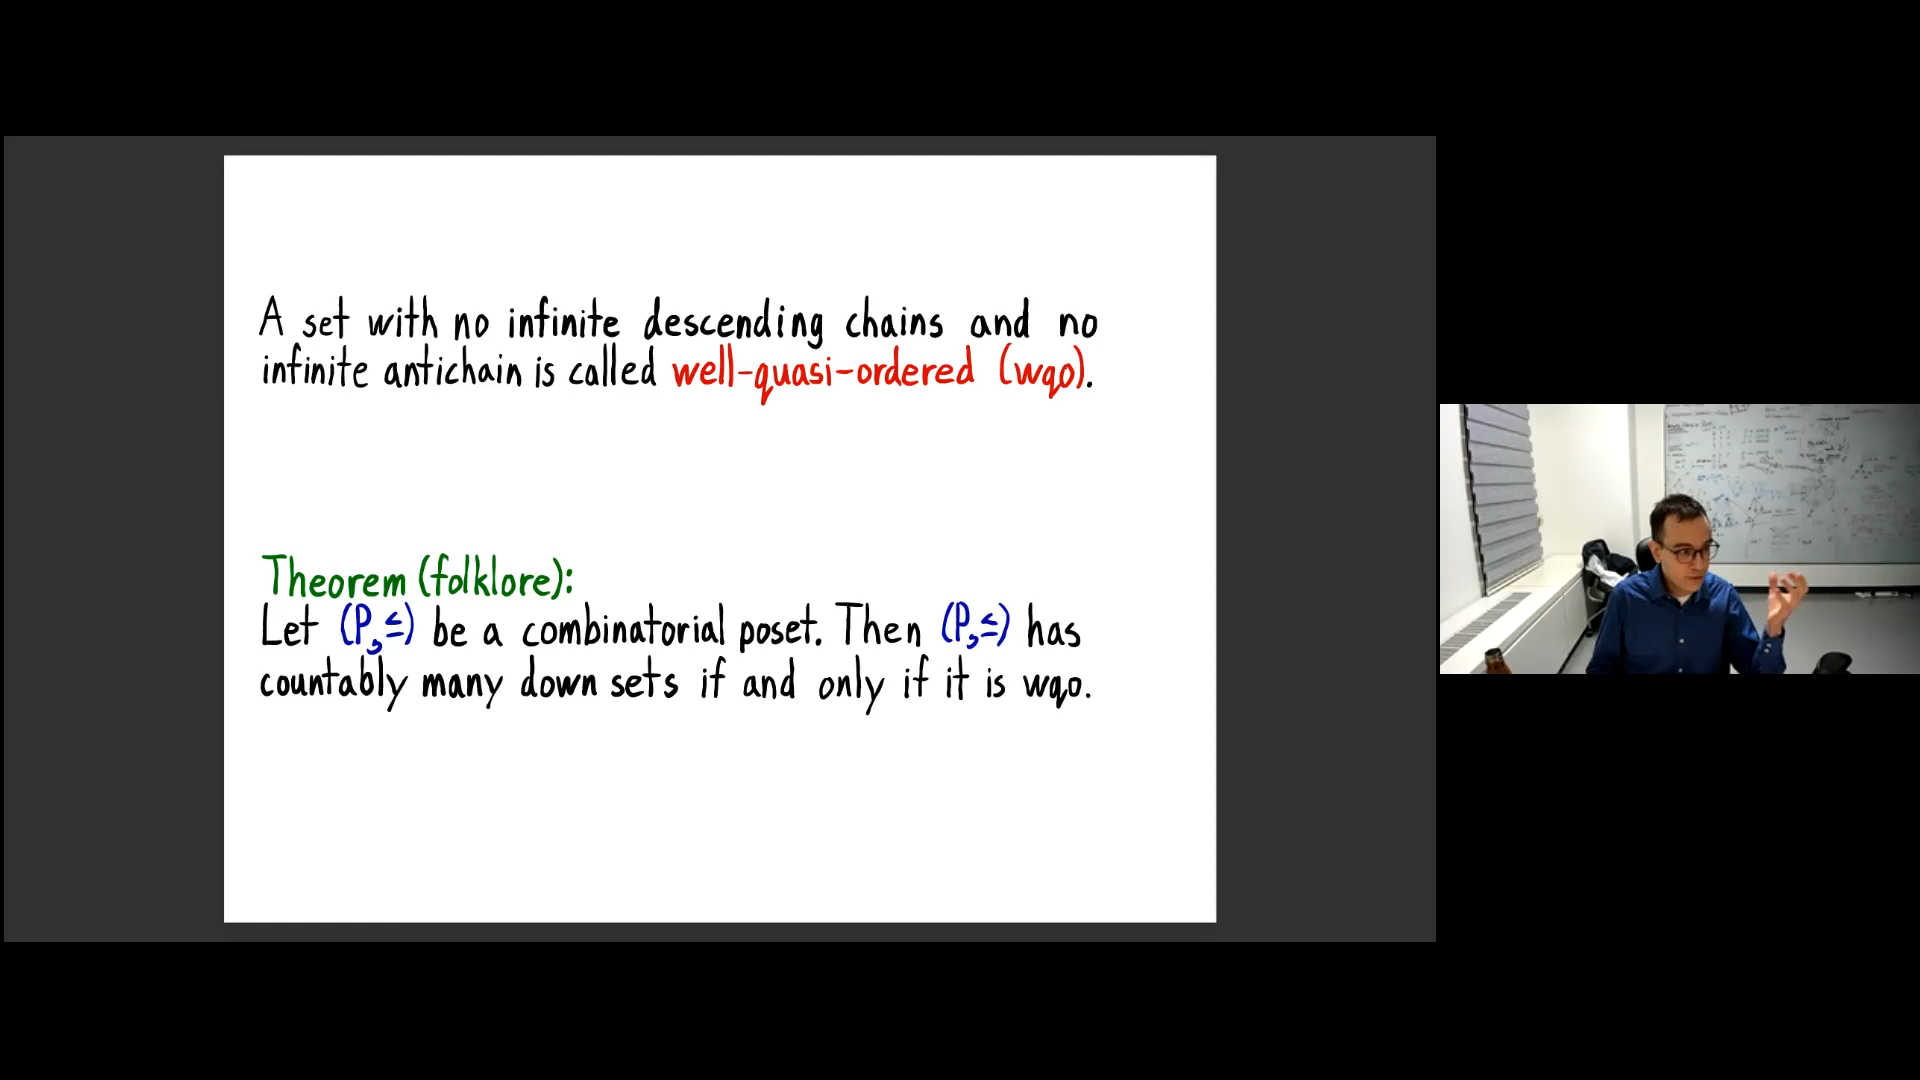 A set with no infinite descending chains and no
infinite antichain is called well-quasi-ordered (wqo).
Theorem (folklore):
Let (P,≤) be a combinatorial poset. Then (P,≤) has
countably many down sets if and only if it is wqo.